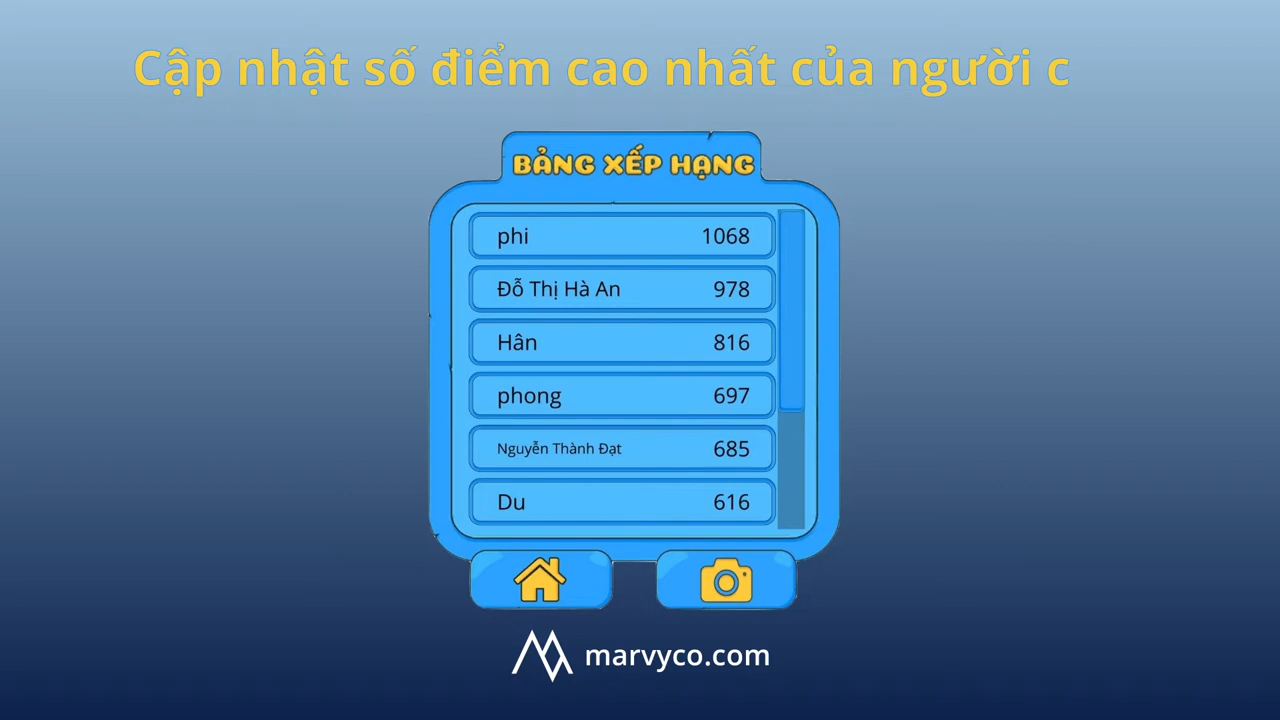 Cập nhật số điểm cao nhất của người c
BẢNG XẾP HẠNG
phi 1068
Đỗ Thị Hà An 978
Hân 816
phong 697
Nguyễn Thành Đạt 685
Du 616
marvyco.com